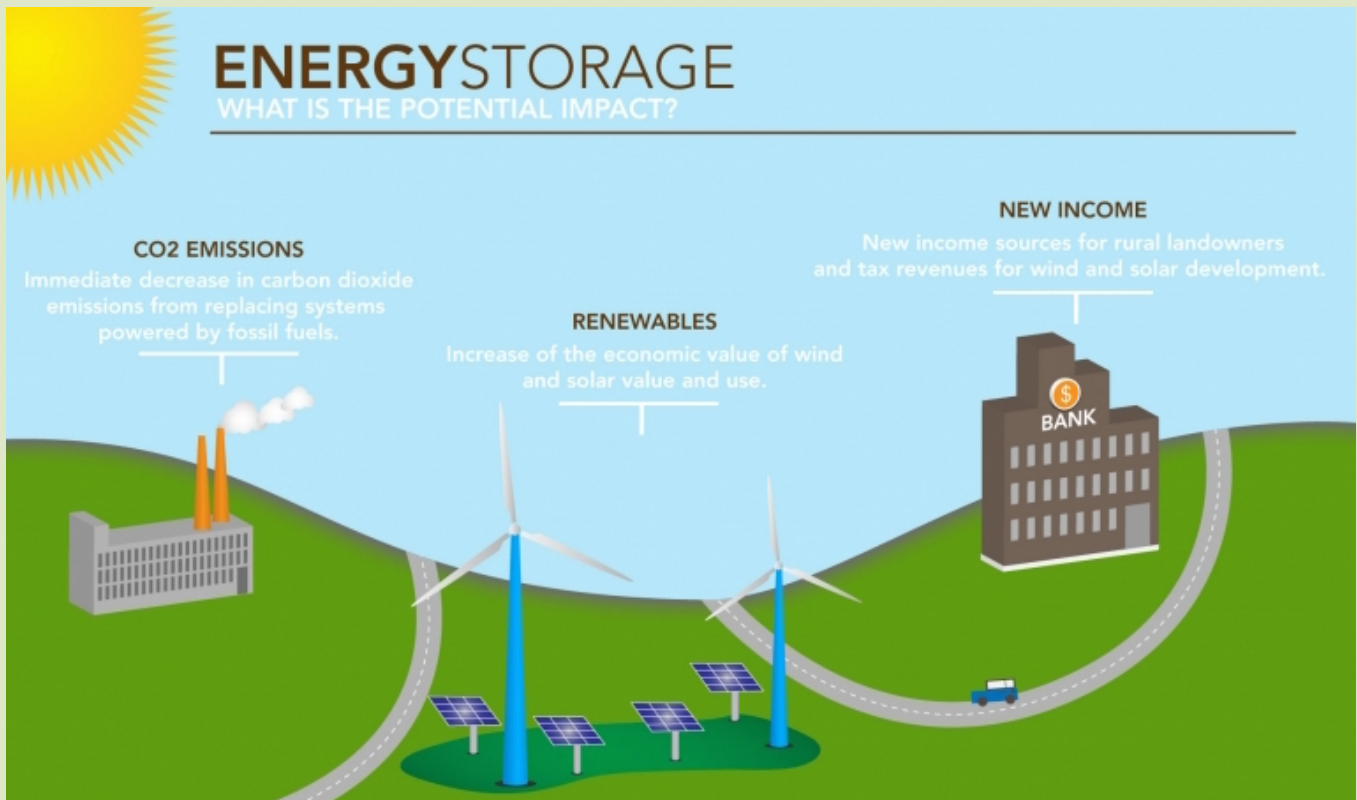 ENERGYSTORAGE
WHAT IS THE POTENTIAL IMPACT?
CO2 EMISSIONS
Immediate decrease in carbon dioxide
emissions from replacing systems
powered by fossil fuels.
RENEWABLES
Increase of the economic value of wind
and solar value and use.
NEW INCOME
New income sources for rural landowners
and tax revenues for wind and solar development.
$
BANK